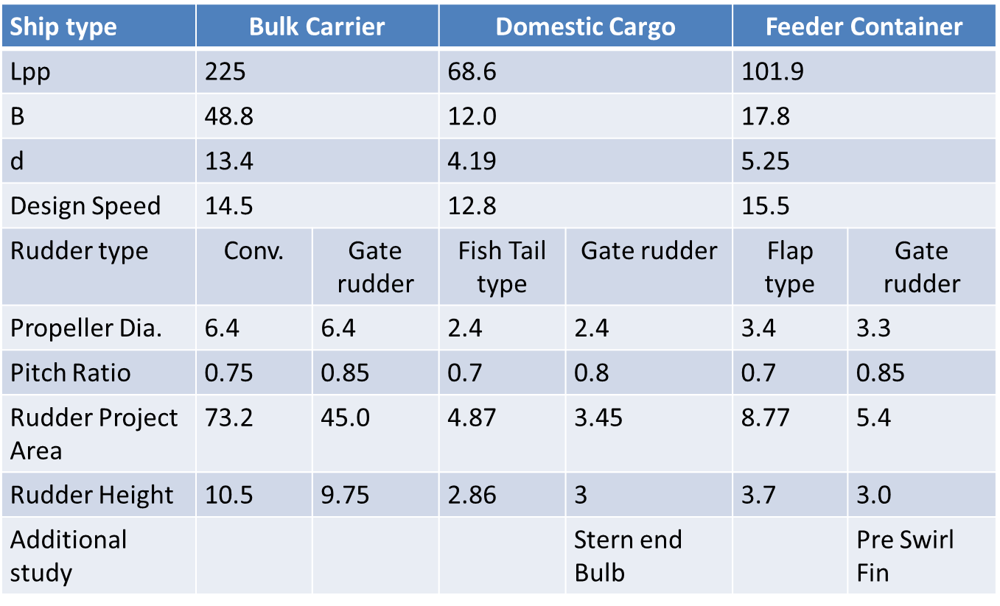 Ship type Bulk Carrier Domestic Cargo Feeder Container
Lpp 225 68.6 101.9
B 48.8 12.0 17.8
d 13.4 4.19 5.25
Design Speed 14.5 12.8 15.5
Rudder type Conv. Gate Fish Tail Gate rudder Flap Gate
rudder type type rudder
Propeller Dia. 6.4 6.4 2.4 2.4 3.4 3.3
Pitch Ratio 0.75 0.85 0.7 0.8 0.7 0.85
Rudder Project 73.2 45.0 4.87 3.45 8.77 5.4
Area
Rudder Height 10.5 9.75 2.86 3 3.7 3.0
Additional Stern end Pre Swirl
study Bulb Fin